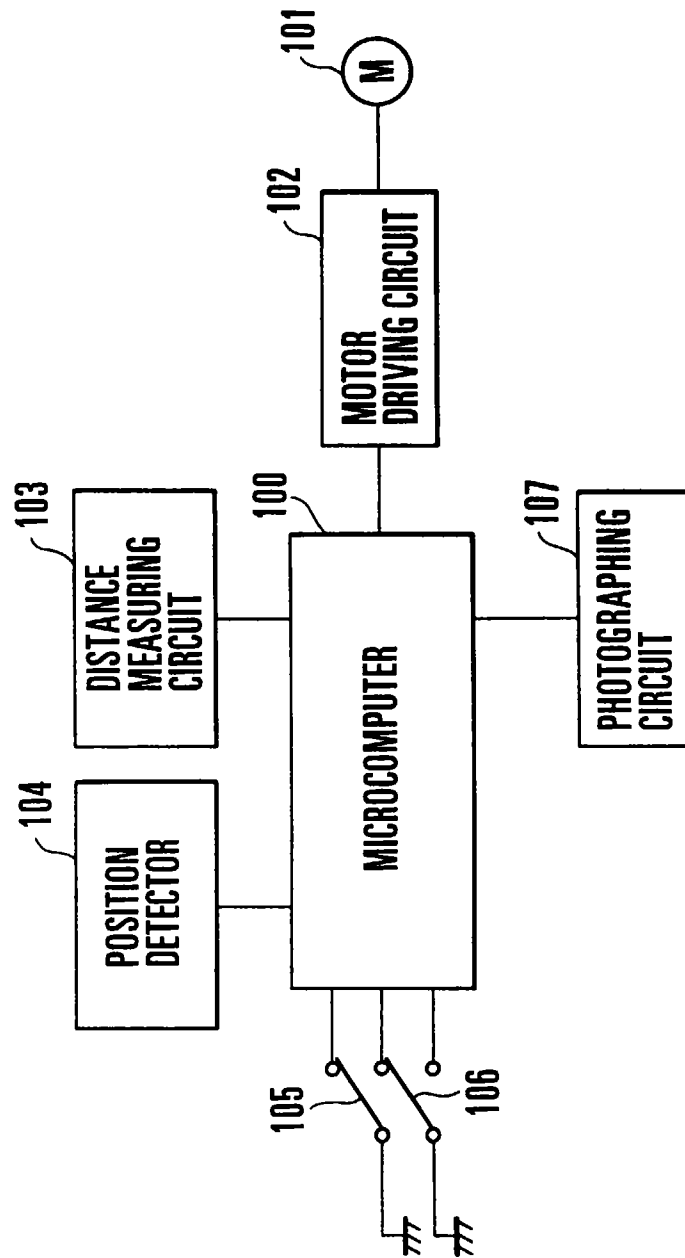 104
POSITION
DETECTOR
103
DISTANCE
MEASURING
CIRCUIT
105
106
100
MICROCOMPUTER
102
MOTOR
DRIVING CIRCUIT
101
M
107
PHOTOGRAPHING
CIRCUIT